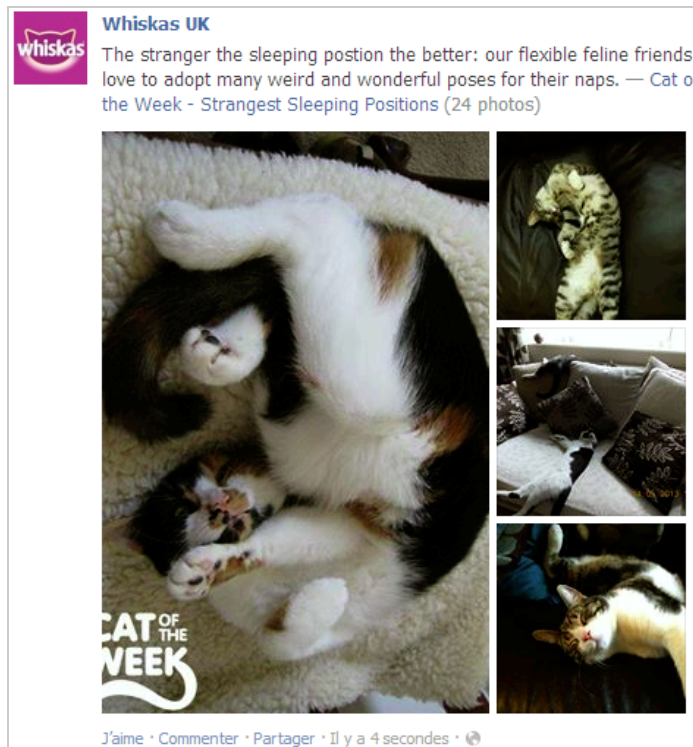 whiskas
Whiskas UK
The stranger the sleeping postion the better: our flexible feline friends
love to adopt many weird and wonderful poses for their naps. — Cat o
the Week - Strangest Sleeping Positions (24 photos)
CAT OF THE
WEEK
J'aime · Commenter · Partager · Il y a 4 secondes ·